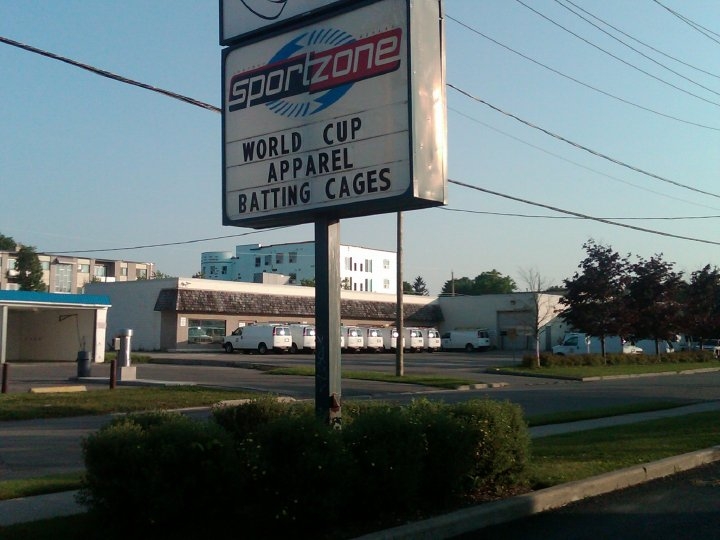 sportzone
WORLD CUP
APPAREL
BATTING CAGES